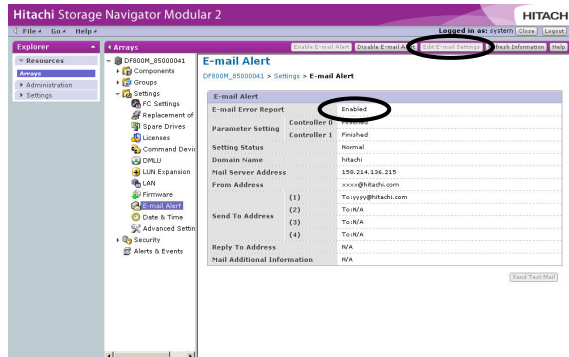 Hitachi Storage Navigator Modular 2
HITACH
File Go Help
Logged in as: system Close Logout
Explorer
Arrays
Enable E-mail Alert Disable E-mail Edit E-mail Settings Refresh Information Help
Resources
Arrays
Administration
Settings
DF800M_85000041
Components
Groups
Settings
FC Settings
Replacement of
Spare Drives
Licenses
Command Devic
DMLU
LUN Expansion
LAN
Firmware
E-mail Alert
Date & Time
Advanced Settin
Security
Alerts & Events
E-mail Alert
DF800M_85000041 > Settings > E-mail Alert
E-mail Alert
E-mail Error Report Enabled
Parameter Setting Controller 0 Finished
Controller 1 Finished
Setting Status Normal
Domain Name hitachi
Mail Server Address 158.214.136.215
From Address xxxx@hitachi.com
Send To Address (1) To:yyyy@hitachi.com
(2) To:N/A
(3) To:N/A
(4) To:N/A
Reply To Address N/A
Mail Additional Information N/A
Send Test Mail